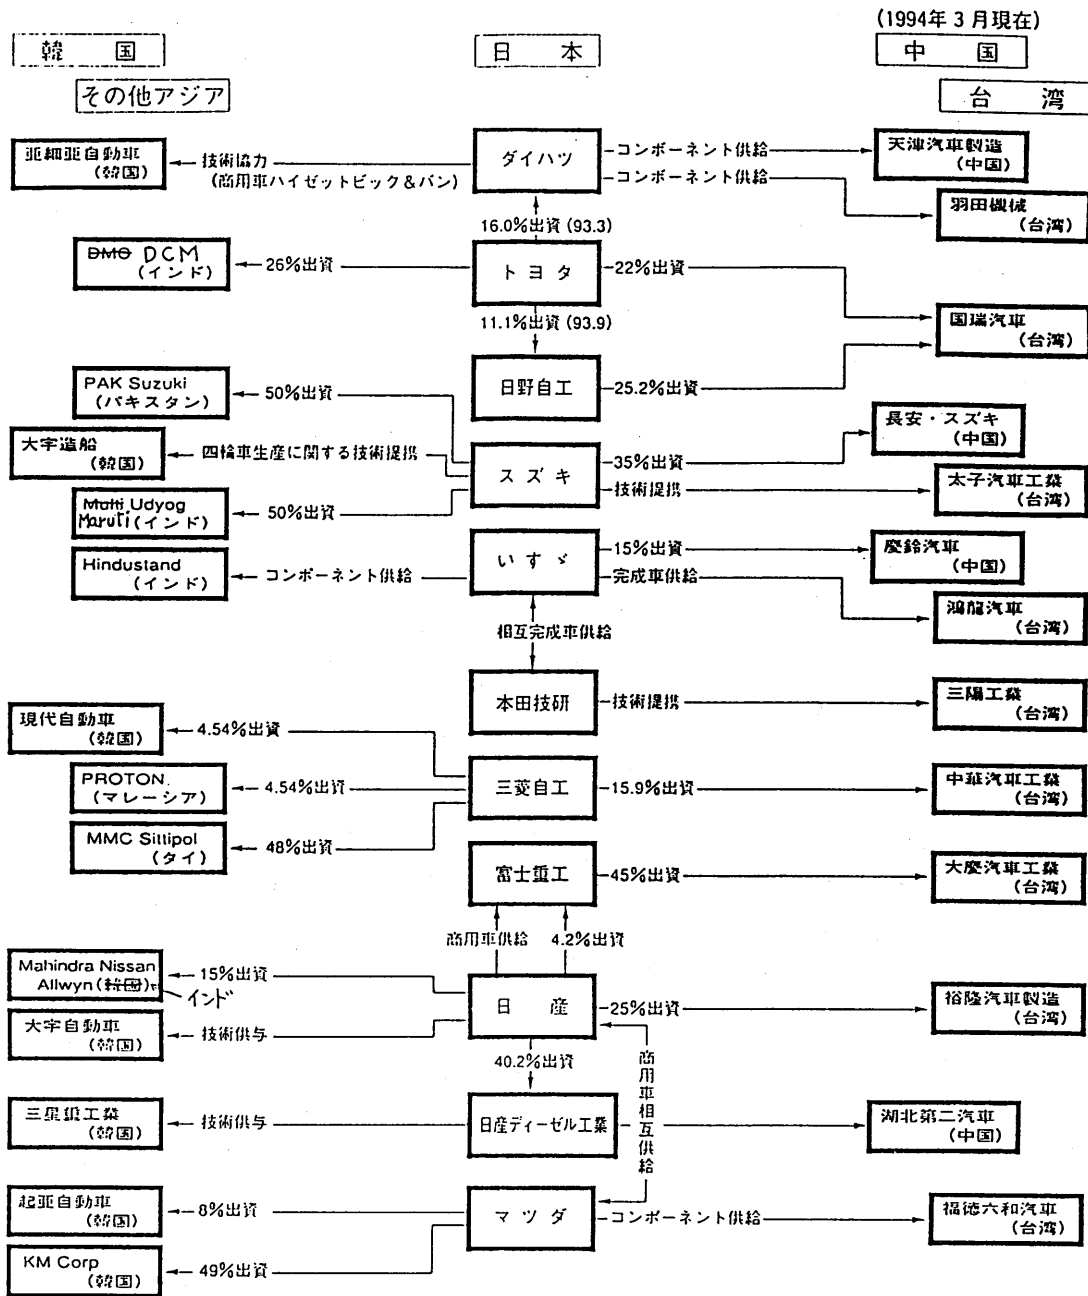 (1994年3月現在)
韓国
日本
中国
その他アジア
台湾
亜細亜自動車
(韓国)
技術協力
(商用車ハイゼットピック&バン)
ダイハツ
コンポーネント供給
コンポーネント供給
天津汽車製造
(中国)
羽田機械
(台湾)
16.0%出資(93.3)
DMG DCM
(インド)
26%出資
トヨタ
22%出資
国瑞汽車
(台湾)
11.1%出資(93.9)
日野自工
25.2%出資
PAK Suzuki
(パキスタン)
50%出資
大宇造船
(韓国)
四輪車生産に関する技術提携
Multi Udyog
Maruti(インド)
50%出資
スズキ
35%出資
技術提携
長安・スズキ
(中国)
太子汽車工業
(台湾)
Hindustand
(インド)
コンポーネント供給
いすゞ
15%出資
完成車供給
慶鈴汽車
(中国)
鴻龍汽車
(台湾)
相互完成車供給
本田技研
技術提携
三陽工業
(台湾)
現代自動車
(韓国)
4.54%出資
PROTON
(マレーシア)
4.54%出資
MMC Sittipol
(タイ)
48%出資
三菱自工
15.9%出資
中華汽車工業
(台湾)
富士重工
45%出資
大慶汽車工業
(台湾)
商用車供給
4.2%出資
Mahindra Nissan
Allwyn(韓国)
インド
15%出資
大宇自動車
(韓国)
技術供与
日産
25%出資
裕隆汽車製造
(台湾)
40.2%出資
商用車相互供給
三星重工業
(韓国)
技術供与
日産ディーゼル工業
湖北第二汽車
(中国)
起亜自動車
(韓国)
8%出資
KM Corp
(韓国)
49%出資
マツダ
コンポーネント供給
福徳六和汽車
(台湾)